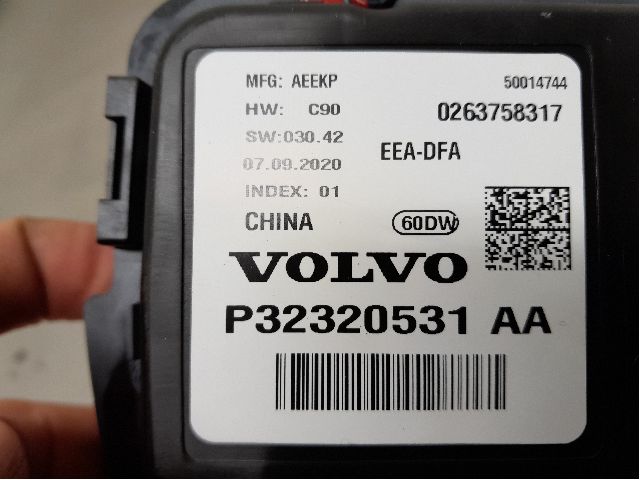 MFG: AEEKP
50014744
HW: C90
0263758317
SW:030.42
EEA-DFA
07.09.2020
INDEX: 01
CHINA
60DW
VOLVO
P32320531 AA